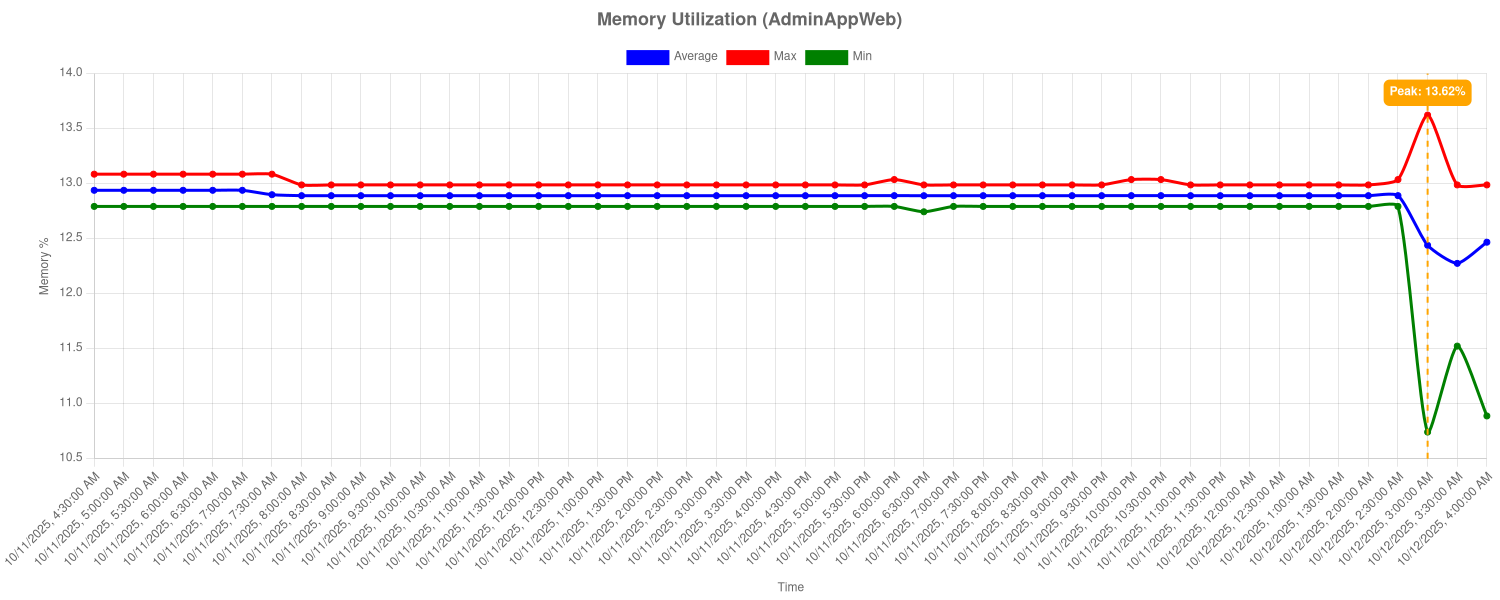 Memory Utilization (AdminAppWeb)
Average Max Min
Peak: 13.62%
14.0
13.5
13.0
12.5
12.0
11.5
11.0
10.5
Memory %
10/11/2025, 4:30:00 AM
10/11/2025, 5:00:00 AM
10/11/2025, 5:30:00 AM
10/11/2025, 6:00:00 AM
10/11/2025, 6:30:00 AM
10/11/2025, 7:00:00 AM
10/11/2025, 7:30:00 AM
10/11/2025, 8:00:00 AM
10/11/2025, 8:30:00 AM
10/11/2025, 9:00:00 AM
10/11/2025, 9:30:00 AM
10/11/2025, 10:00:00 AM
10/11/2025, 10:30:00 AM
10/11/2025, 11:00:00 AM
10/11/2025, 11:30:00 AM
10/11/2025, 12:00:00 PM
10/11/2025, 12:30:00 PM
10/11/2025, 1:00:00 PM
10/11/2025, 1:30:00 PM
10/11/2025, 2:00:00 PM
10/11/2025, 2:30:00 PM
10/11/2025, 3:00:00 PM
10/11/2025, 3:30:00 PM
10/11/2025, 4:00:00 PM
10/11/2025, 4:30:00 PM
10/11/2025, 5:00:00 PM
10/11/2025, 5:30:00 PM
10/11/2025, 6:00:00 PM
10/11/2025, 6:30:00 PM
10/11/2025, 7:00:00 PM
10/11/2025, 7:30:00 PM
10/11/2025, 8:00:00 PM
10/11/2025, 8:30:00 PM
10/11/2025, 9:00:00 PM
10/11/2025, 9:30:00 PM
10/11/2025, 10:00:00 PM
10/11/2025, 10:30:00 PM
10/11/2025, 11:00:00 PM
10/11/2025, 11:30:00 PM
10/12/2025, 12:00:00 AM
10/12/2025, 12:30:00 AM
10/12/2025, 1:00:00 AM
10/12/2025, 1:30:00 AM
10/12/2025, 2:00:00 AM
10/12/2025, 2:30:00 AM
10/12/2025, 3:00:00 AM
10/12/2025, 3:30:00 AM
10/12/2025, 4:00:00 AM
Time